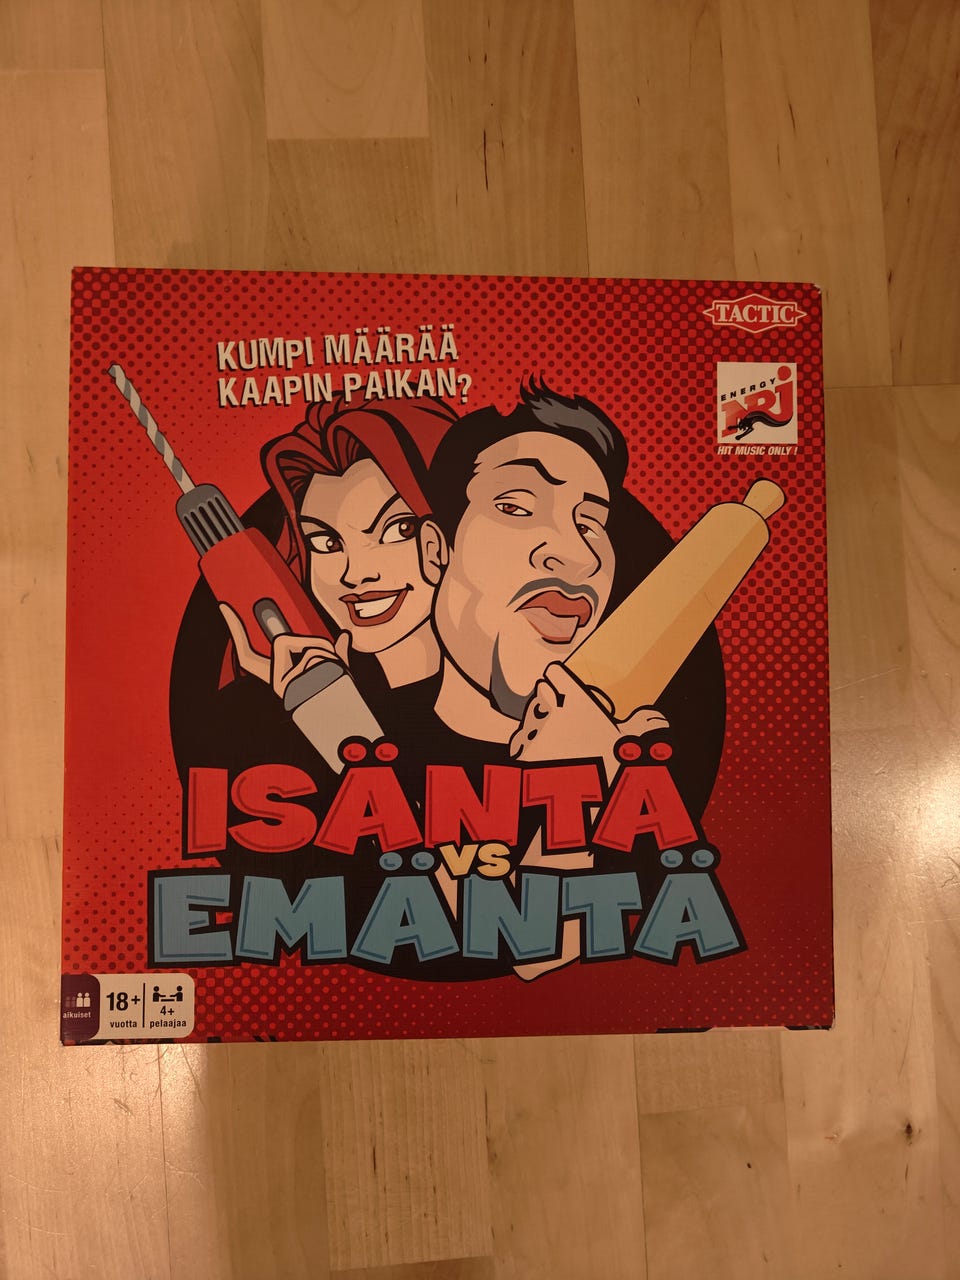 TACTIC
KUMPI MÄÄRÄÄ
KAAPIN PAIKAN?
ENERGY
NRJ
HIT MUSIC ONLY !
ISÄNTÄ
VS
EMÄNTÄ
aikuiset
18+
vuotta
4+
pelaajaa